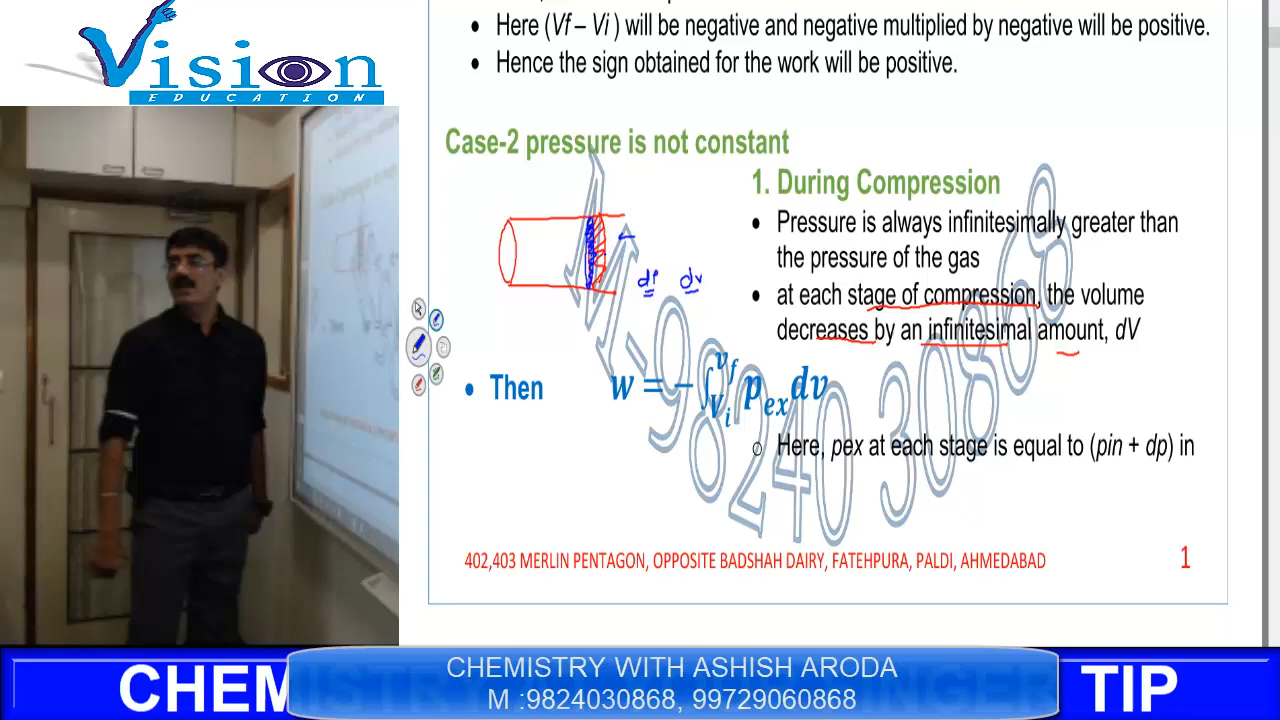 Vision
EDUCATION
• Here (Vf – Vi ) will be negative and negative multiplied by negative will be positive.
• Hence the sign obtained for the work will be positive.
Case-2 pressure is not constant
1. During Compression
• Pressure is always infinitesimally greater than
the pressure of the gas
• at each stage of compression, the volume
decreases by an infinitesimal amount, dV
dP dv
• Then w = −∫ Vi vf pex dv
○ Here, pex at each stage is equal to (pin + dp) in
-98240 30868
402,403 MERLIN PENTAGON, OPPOSITE BADSHAH DAIRY, FATEHPURA, PALDI, AHMEDABAD 1
CHEMISTRY WITH ASHISH ARODA
M :9824030868, 99729060868
TIP